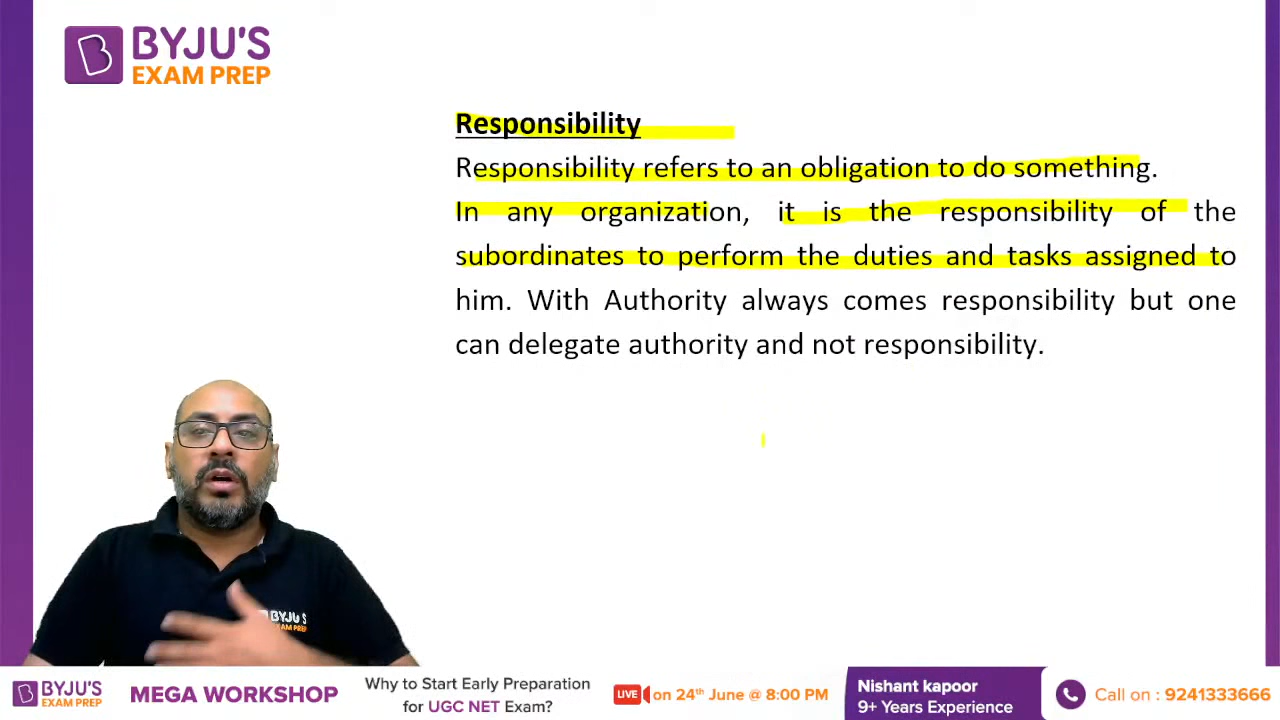 BYJU'S
EXAM PREP
Responsibility
Responsibility refers to an obligation to do something.
In any organization, it is the responsibility of the
subordinates to perform the duties and tasks assigned to
him. With Authority always comes responsibility but one
can delegate authority and not responsibility.
BYJU'S
EXAM PREP
BYJU'S
EXAM PREP
MEGA WORKSHOP
Why to Start Early Preparation
for UGC NET Exam?
LIVE on 24th June @ 8:00 PM
Nishant kapoor
9+ Years Experience
Call on : 9241333666